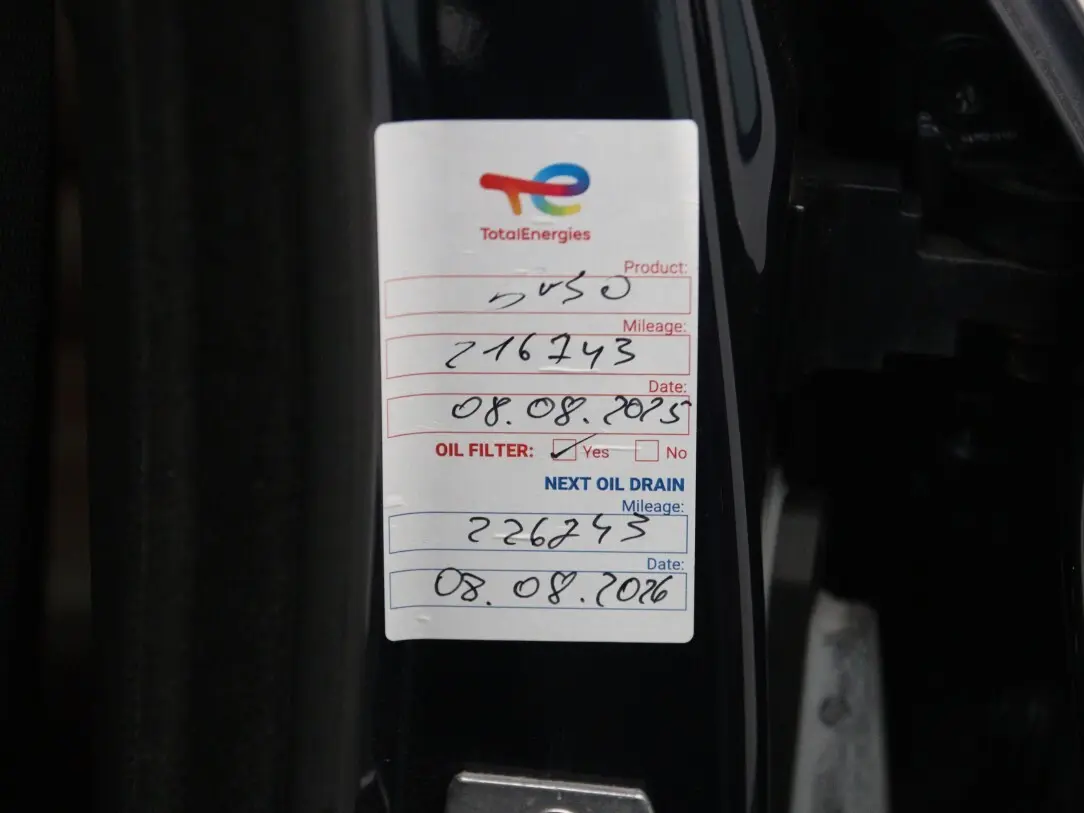 TotalEnergies
Product:
Mileage:
216743
Date:
08.08.2025
OIL FILTER: Yes No
NEXT OIL DRAIN
Mileage:
226743
Date:
08.08.2026